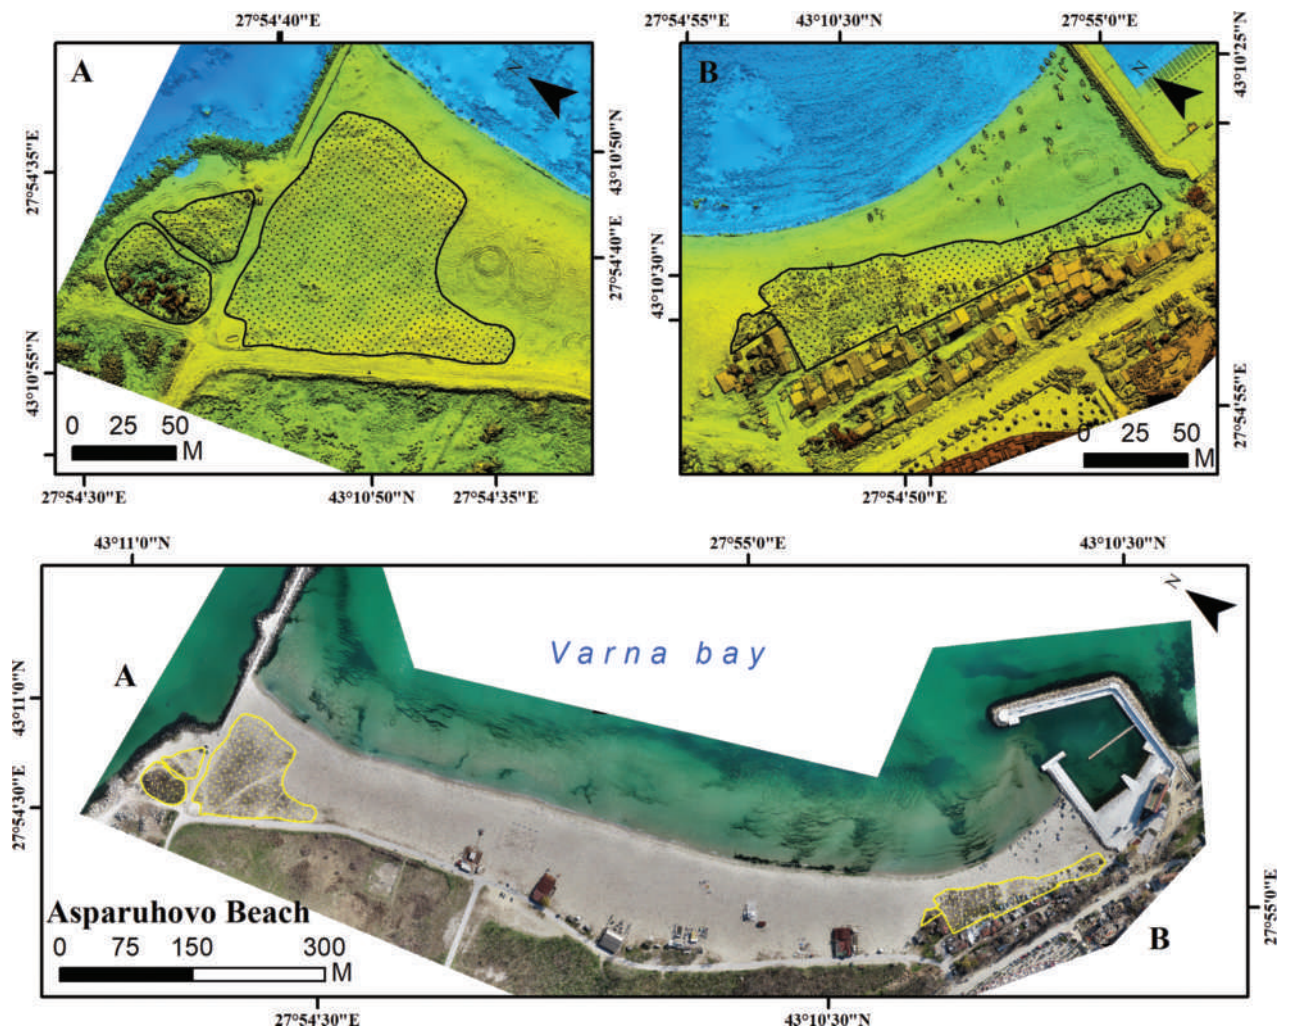 27°54'40"E
27°54'55"E
43°10'30"N
27°55'0"E
A
N
B
N
43°10'25"N
27°54'35"E
43°10'50"N
27°54'40"E
43°10'30"N
43°10'55"N
27°54'55"E
0 25 50
M
0 25 50
M
27°54'30"E
43°10'50"N
27°54'35"E
27°54'50"E
43°11'0"N
27°55'0"E
43°10'30"N
N
Varna bay
A
43°11'0"N
27°54'30"E
Asparuhovo Beach
0 75 150 300
M
B
27°55'0"E
27°54'30"E
43°10'30"N